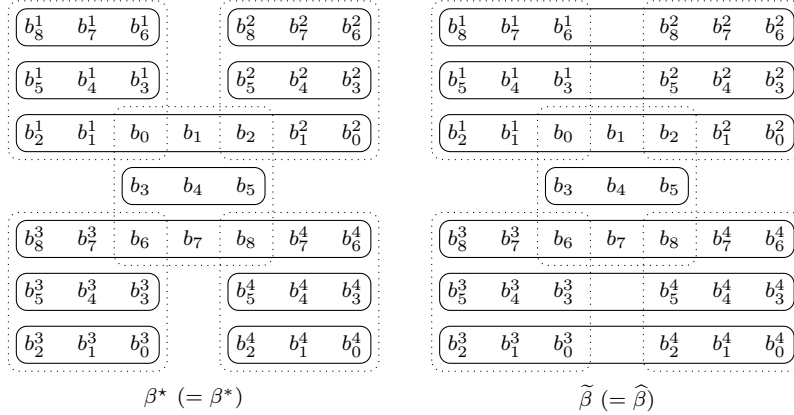 b_8^1 b_7^1 b_6^1 b_8^2 b_7^2 b_6^2 b_8^1 b_7^1 b_6^1 b_8^2 b_7^2 b_6^2
b_5^1 b_4^1 b_3^1 b_5^2 b_4^2 b_3^2 b_5^1 b_4^1 b_3^1 b_5^2 b_4^2 b_3^2
b_2^1 b_1^1 b_0 b_1 b_2 b_1^2 b_0^2 b_2^1 b_1^1 b_0 b_1 b_2 b_1^2 b_0^2
b_3 b_4 b_5 b_3 b_4 b_5
b_8^3 b_7^3 b_6 b_7 b_8 b_7^4 b_6^4 b_8^3 b_7^3 b_6 b_7 b_8 b_7^4 b_6^4
b_5^3 b_4^3 b_3^3 b_5^4 b_4^4 b_3^4 b_5^3 b_4^3 b_3^3 b_5^4 b_4^4 b_3^4
b_2^3 b_1^3 b_0^3 b_2^4 b_1^4 b_0^4 b_2^3 b_1^3 b_0^3 b_2^4 b_1^4 b_0^4
β^⋆ (= β^*) β̃ (= β̂)